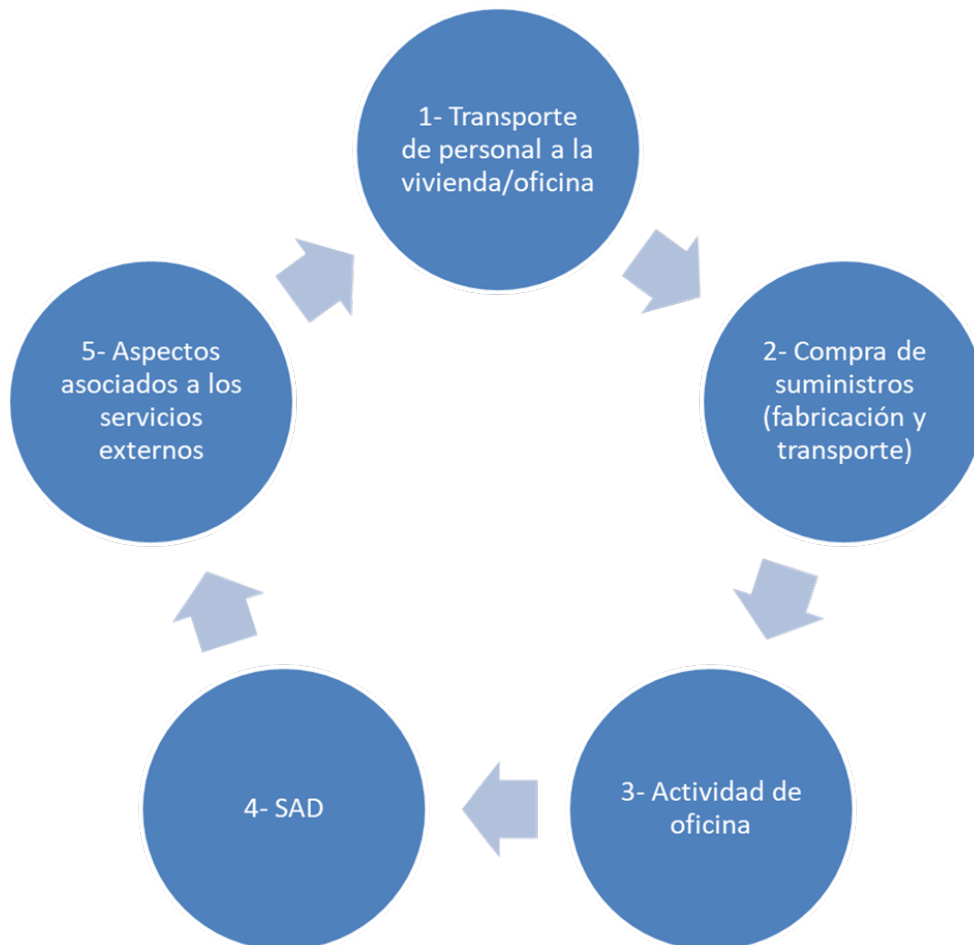 1- Transporte
de personal a la
vivienda/oficina
2- Compra de
suministros
(fabricación y
transporte)
3- Actividad de
oficina
4- SAD
5- Aspectos
asociados a los
servicios
externos